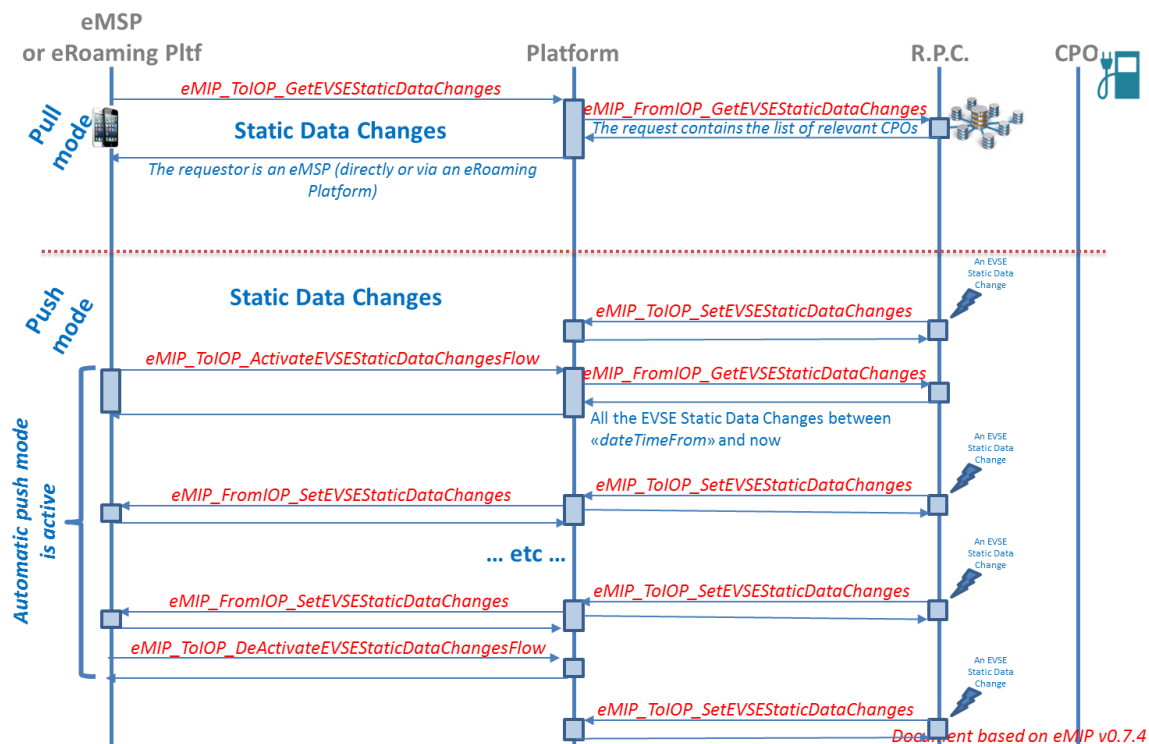 eMSP
or eRoaming Pltf
Platform
R.P.C.
CPO
Pull
mode
eMIP_ToIOP_GetEVSEStaticDataChanges
eMIP_FromIOP_GetEVSEStaticDataChanges
Static Data Changes
The request contains the list of relevant CPOs
The requestor is an eMSP (directly or via an eRoaming
Platform)
Push
mode
Static Data Changes
An EVSE
Static Data
Change
eMIP_ToIOP_SetEVSEStaticDataChanges
eMIP_ToIOP_ActivateEVSEStaticDataChangesFlow
eMIP_FromIOP_GetEVSEStaticDataChanges
All the EVSE Static Data Changes between
«dateTimeFrom» and now
Automatic push mode
is active
An EVSE
Static Data
Change
eMIP_FromIOP_SetEVSEStaticDataChanges
eMIP_ToIOP_SetEVSEStaticDataChanges
... etc ...
An EVSE
Static Data
Change
eMIP_FromIOP_SetEVSEStaticDataChanges
eMIP_ToIOP_SetEVSEStaticDataChanges
eMIP_ToIOP_DeActivateEVSEStaticDataChangesFlow
An EVSE
Static Data
Change
eMIP_ToIOP_SetEVSEStaticDataChanges
Document based on eMIP v0.7.4